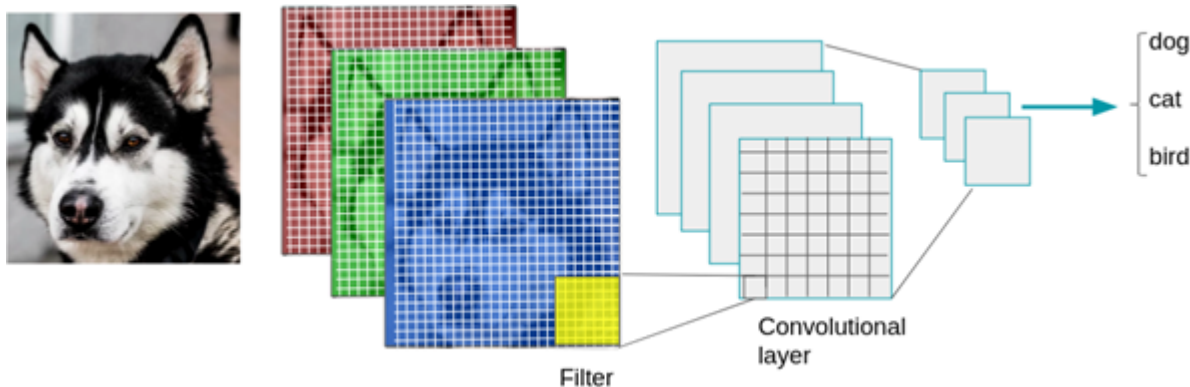 dog
cat
bird
Convolutional
layer
Filter